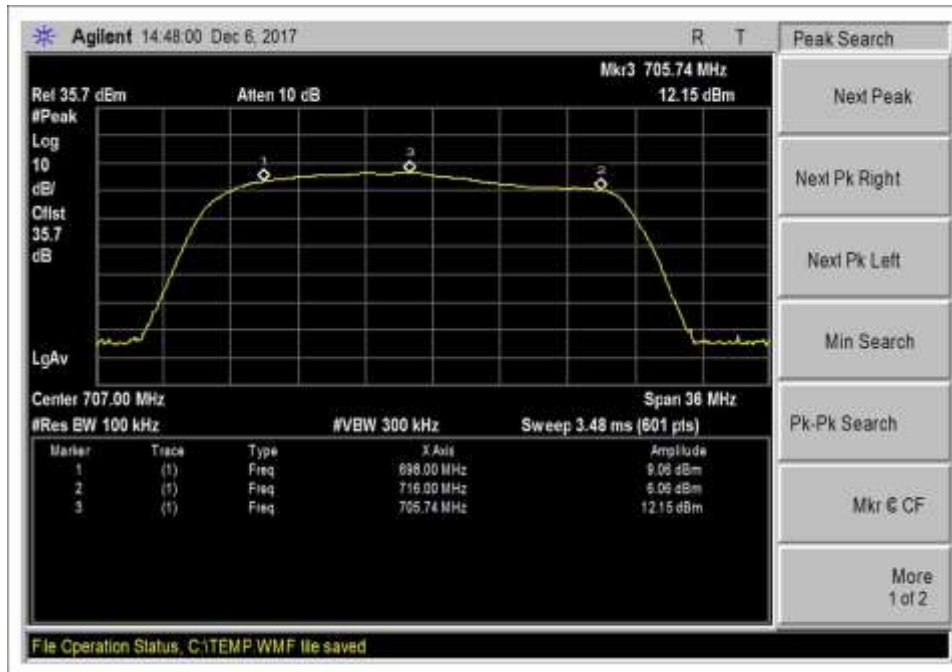 Agilent 14:48:00 Dec 6, 2017
R T
Peak Search
Mkr3 705.74 MHz
Ref 35.7 dBm
Atten 10 dB
12.15 dBm
#Peak
Log
10
dB/
Offst
35.7
dB
LgAv
1
3
2
Center 707.00 MHz
Span 36 MHz
#Res BW 100 kHz
#VBW 300 kHz
Sweep 3.48 ms (601 pts)
Marker Trace Type X Axis Amplitude
1 (1) Freq 698.00 MHz 9.06 dBm
2 (1) Freq 716.00 MHz 6.06 dBm
3 (1) Freq 705.74 MHz 12.15 dBm
File Operation Status, C:\TEMP.WMF file saved
Next Peak
Next Pk Right
Next Pk Left
Min Search
Pk-Pk Search
Mkr © CF
More
1 of 2